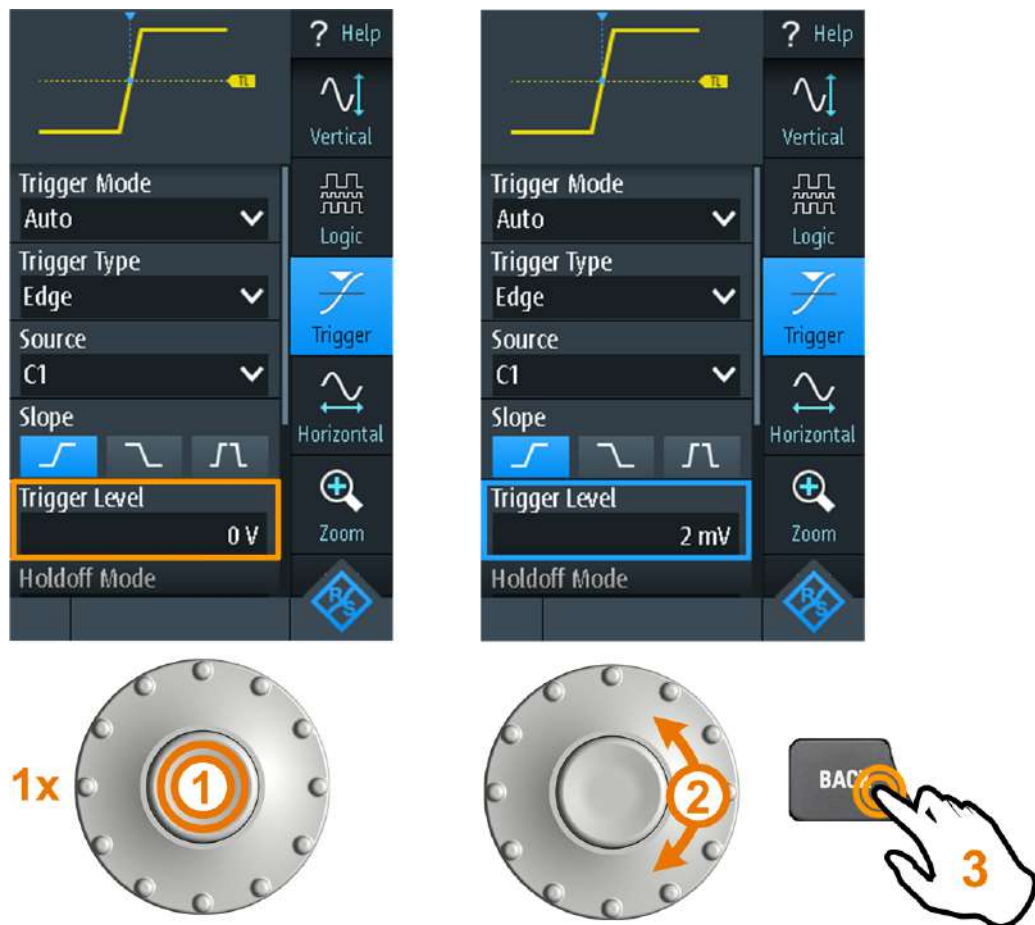 ? Help
TL
Vertical
Trigger Mode
Auto
Logic
Trigger Type
Edge
Source
Trigger
C1
Slope
Horizontal
Trigger Level
0 V
Zoom
Holdoff Mode
R S
? Help
TL
Vertical
Trigger Mode
Auto
Logic
Trigger Type
Edge
Source
Trigger
C1
Slope
Horizontal
Trigger Level
2 mV
Zoom
Holdoff Mode
R S
1x
1
2
3